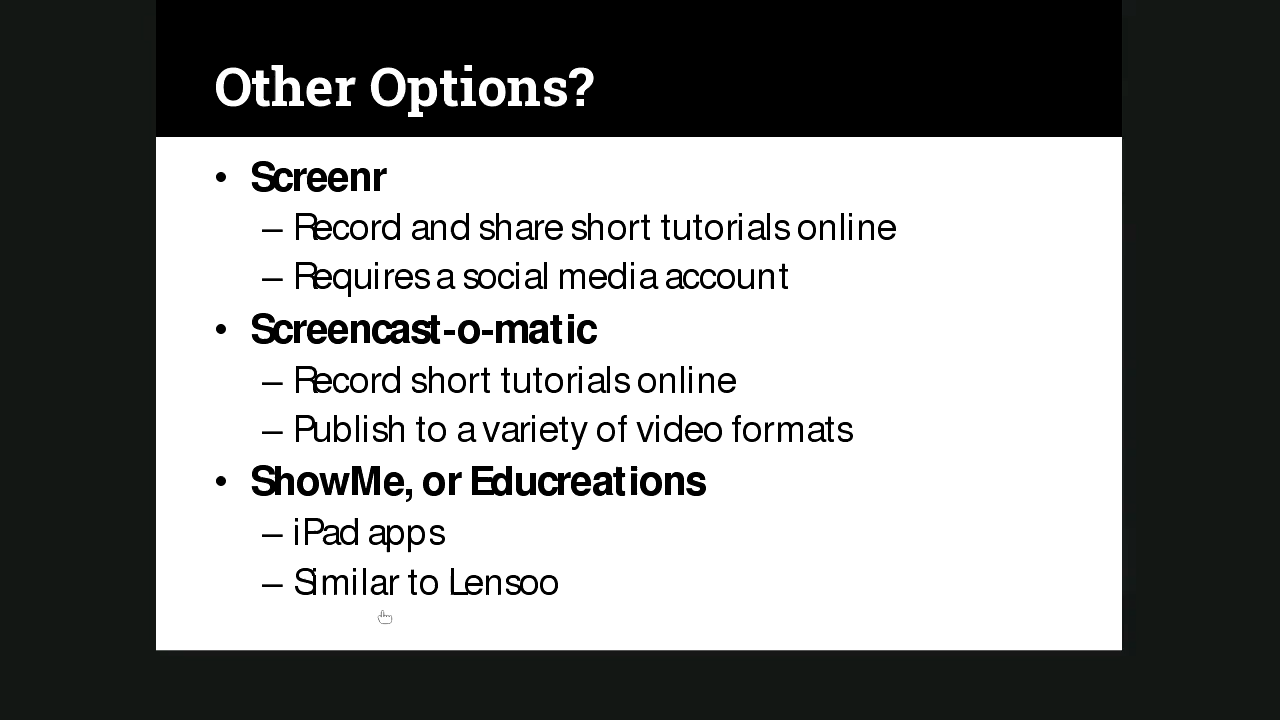 Other Options?
• Screenr
– Record and share short tutorials online
– Requires a social media account
• Screencast-o-matic
– Record short tutorials online
– Publish to a variety of video formats
• ShowMe, or Educreations
– iPad apps
– Similar to Lensoo